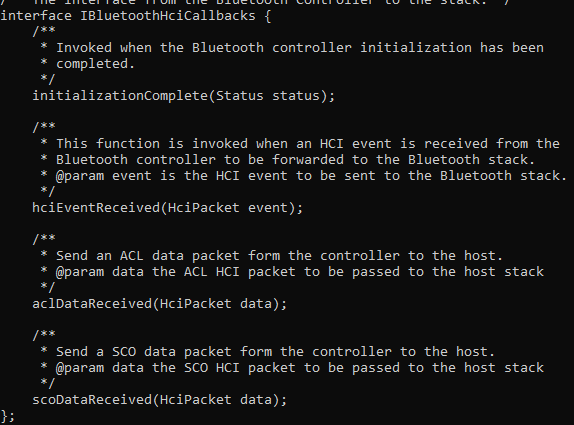 /* The interface from the Bluetooth Controller to the stack. */
interface IBluetoothHciCallbacks {
    /**
     * Invoked when the Bluetooth controller initialization has been
     * completed.
     */
    initializationComplete(Status status);

    /**
     * This function is invoked when an HCI event is received from the
     * Bluetooth controller to be forwarded to the Bluetooth stack.
     * @param event is the HCI event to be sent to the Bluetooth stack.
     */
    hciEventReceived(HciPacket event);

    /**
     * Send an ACL data packet form the controller to the host.
     * @param data the ACL HCI packet to be passed to the host stack
     */
    aclDataReceived(HciPacket data);

    /**
     * Send a SCO data packet form the controller to the host.
     * @param data the SCO HCI packet to be passed to the host stack
     */
    scoDataReceived(HciPacket data);
};